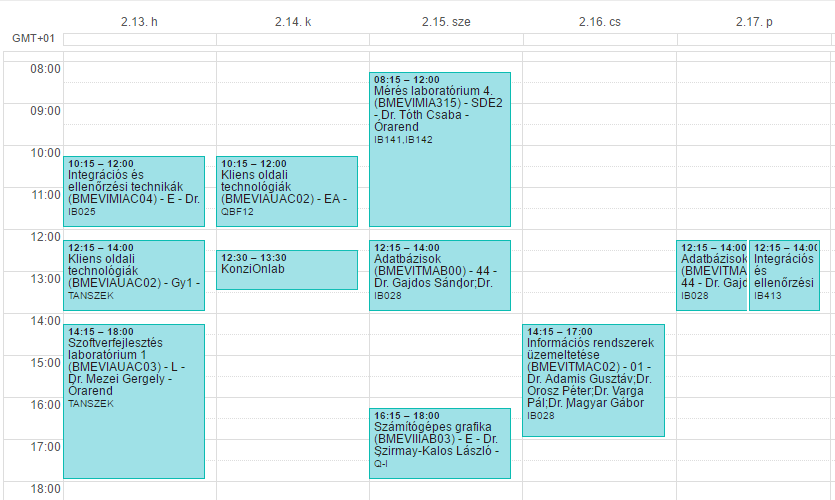 2.13. h
2.14. k
2.15. sze
2.16. cs
2.17. p
GMT+01
08:00
09:00
10:00
11:00
12:00
13:00
14:00
15:00
16:00
17:00
18:00
10:15 – 12:00
Integrációs és
ellenőrzési technikák
(BMEVIMIAC04) - E - Dr.
IB025
12:15 – 14:00
Kliens oldali
technológiák
(BMEVIAUAC02) - Gy1 -
TANSZEK
14:15 – 18:00
Szoftverfejlesztés
laboratórium 1
(BMEVIAUAC03) - L -
Dr. Mezei Gergely -
Órarend
TANSZEK
10:15 – 12:00
Kliens oldali
technológiák
(BMEVIAUAC02) - EA -
QBF12
12:30 – 13:30
KonziOnlab
08:15 – 12:00
Mérés laboratórium 4.
(BMEVIMIA315) - SDE2
- Dr. Tóth Csaba -
Órarend
IB141,IB142
12:15 – 14:00
Adatbázisok
(BMEVITMAB00) - 44 -
Dr. Gajdos Sándor;Dr.
IB028
16:15 – 18:00
Számítógépes grafika
(BMEVIIIAB03) - E - Dr.
Szirmay-Kalos László -
Q-I
14:15 – 17:00
Információs rendszerek
üzemeltetése
(BMEVITMAC02) - 01 -
Dr. Adamis Gusztáv;Dr.
Orosz Péter;Dr. Varga
Pál;Dr. Magyar Gábor
IB028
12:15 – 14:00
Adatbázisok
(BMEVITMA
44 - Dr. Gajd
IB028
12:15 – 14:00
Integrációs
és
ellenőrzési
IB413